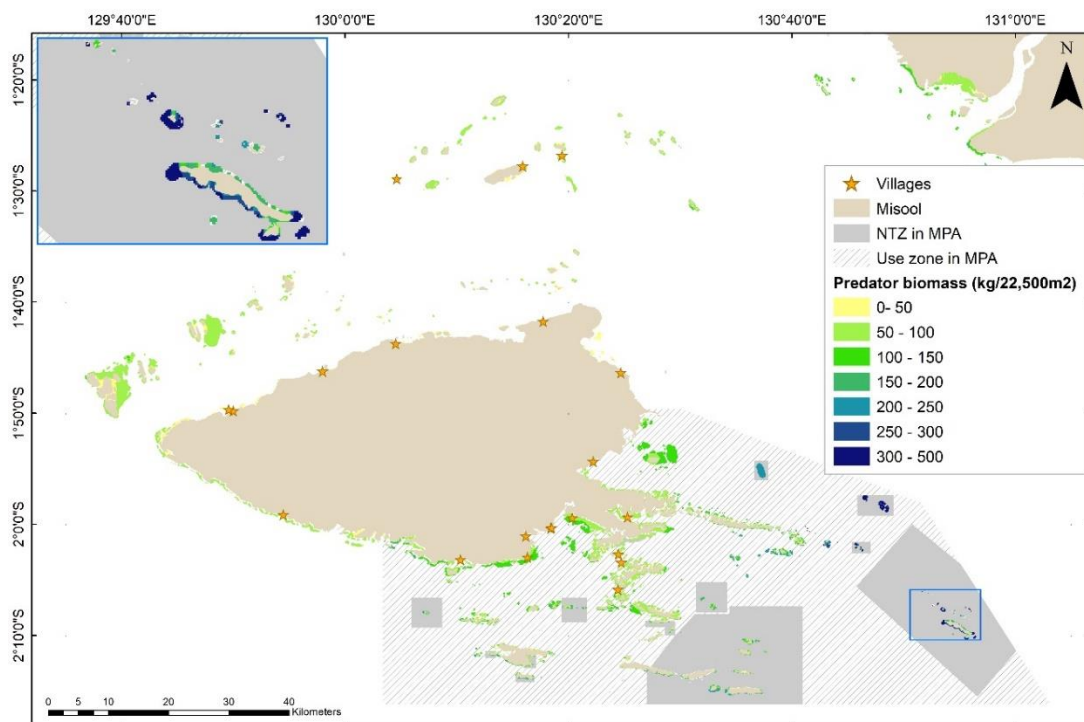 129°40'0"E 130°0'0"E 130°20'0"E 130°40'0"E 131°0'0"E
N
1°20'0"S
1°30'0"S
1°40'0"S
1°50'0"S
2°0'0"S
2°10'0"S
Villages
Misool
NTZ in MPA
Use zone in MPA
Predator biomass (kg/22,500m2)
0- 50
50 - 100
100 - 150
150 - 200
200 - 250
250 - 300
300 - 500
0 5 10 20 30 40
Kilometers